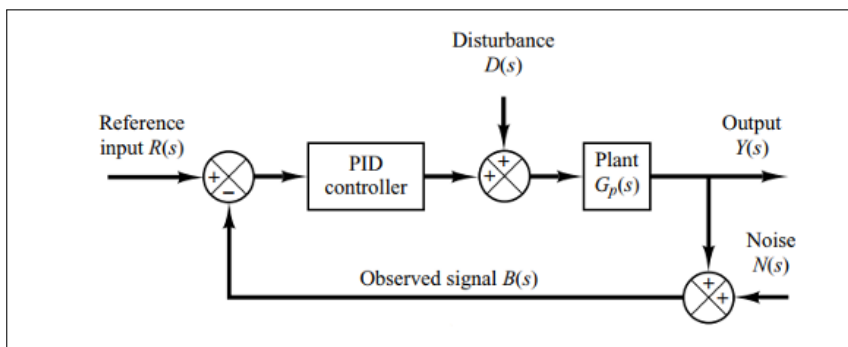 Disturbance
D(s)
Reference
input R(s)
Output
Y(s)
PID
controller
Plant
Gp(s)
+
−
+
+
Noise
N(s)
Observed signal B(s)
+
+